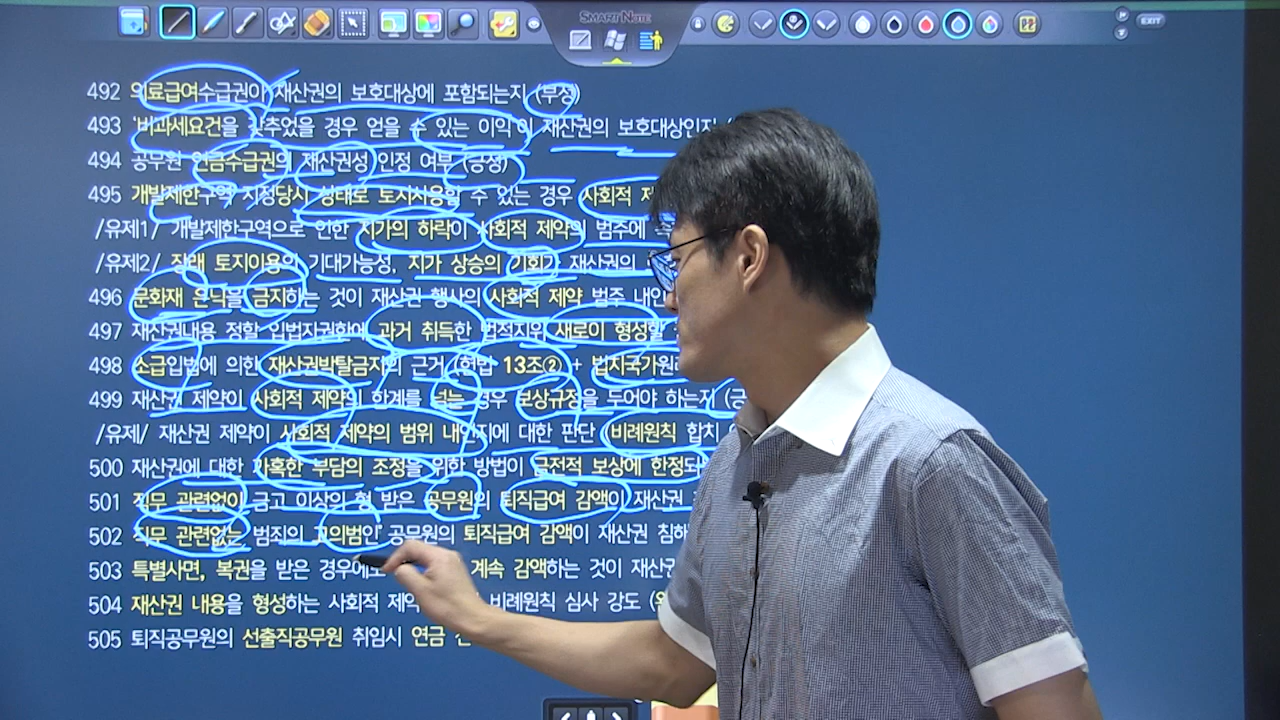 SMART NOTE
EXIT
492 의료급여수급권이 재산권의 보호대상에 포함되는지 (부정)
493 '비과세요건을 갖추었을 경우 얻을 수 있는 이익'이 재산권의 보호대상인지
494 공무원 연금수급권의 재산권성 인정 여부 (긍정)
495 개발제한구역 지정당시 상태로 토지사용할 수 있는 경우 사회적
/유제1/ 개발제한구역으로 인한 지가의 하락이 사회적 제약의 범주에
/유제2/ 장래 토지이용의 기대가능성, 지가 상승의 기회가 재산권의
496 문화재 은닉을 금지하는 것이 재산권 행사의 사회적 제약 범주
497 재산권내용 정할 입법자권한에 과거 취득한 법적지위 새로이 형성할
498 소급입법에 의한 재산권박탈금지의 근거 (헌법 13조② +
499 재산권 제약이 사회적 제약의 한계를 넘는 경우 보상규정을 두어야 하는지
/유제/ 재산권 제약이 사회적 제약의 범위 내인지에 대한 판단 (비례원칙 합치
500 재산권에 대한 가혹한 부담의 조정을 위한 방법이 금전적 보상에
501 직무 관련없이 금고 이상의 형 받은 공무원의 퇴직급여 감액이 재산권
502 직무 관련없는 범죄의 고의범인 공무원의 퇴직급여 감액이 재산권
503 특별사면, 복권을 받은 계속 감액하는 것이
504 재산권 내용을 형성하는 사회적 비례원칙 심사 강도
505 퇴직공무원의 선출직공무원 취임시 연금